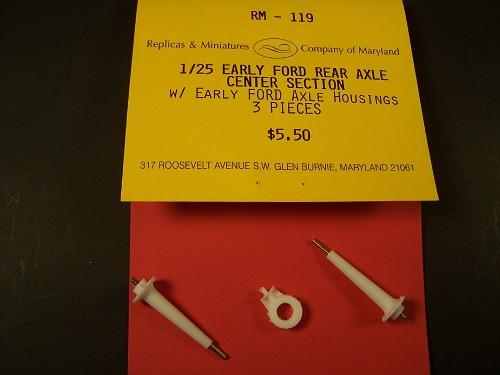 RM - 119
Replicas & Miniatures Company of Maryland
1/25 EARLY FORD REAR AXLE
CENTER SECTION
W/ EARLY FORD AXLE HOUSINGS
3 PIECES
$5.50
317 ROOSEVELT AVENUE S.W. GLEN BURNIE, MARYLAND 21061